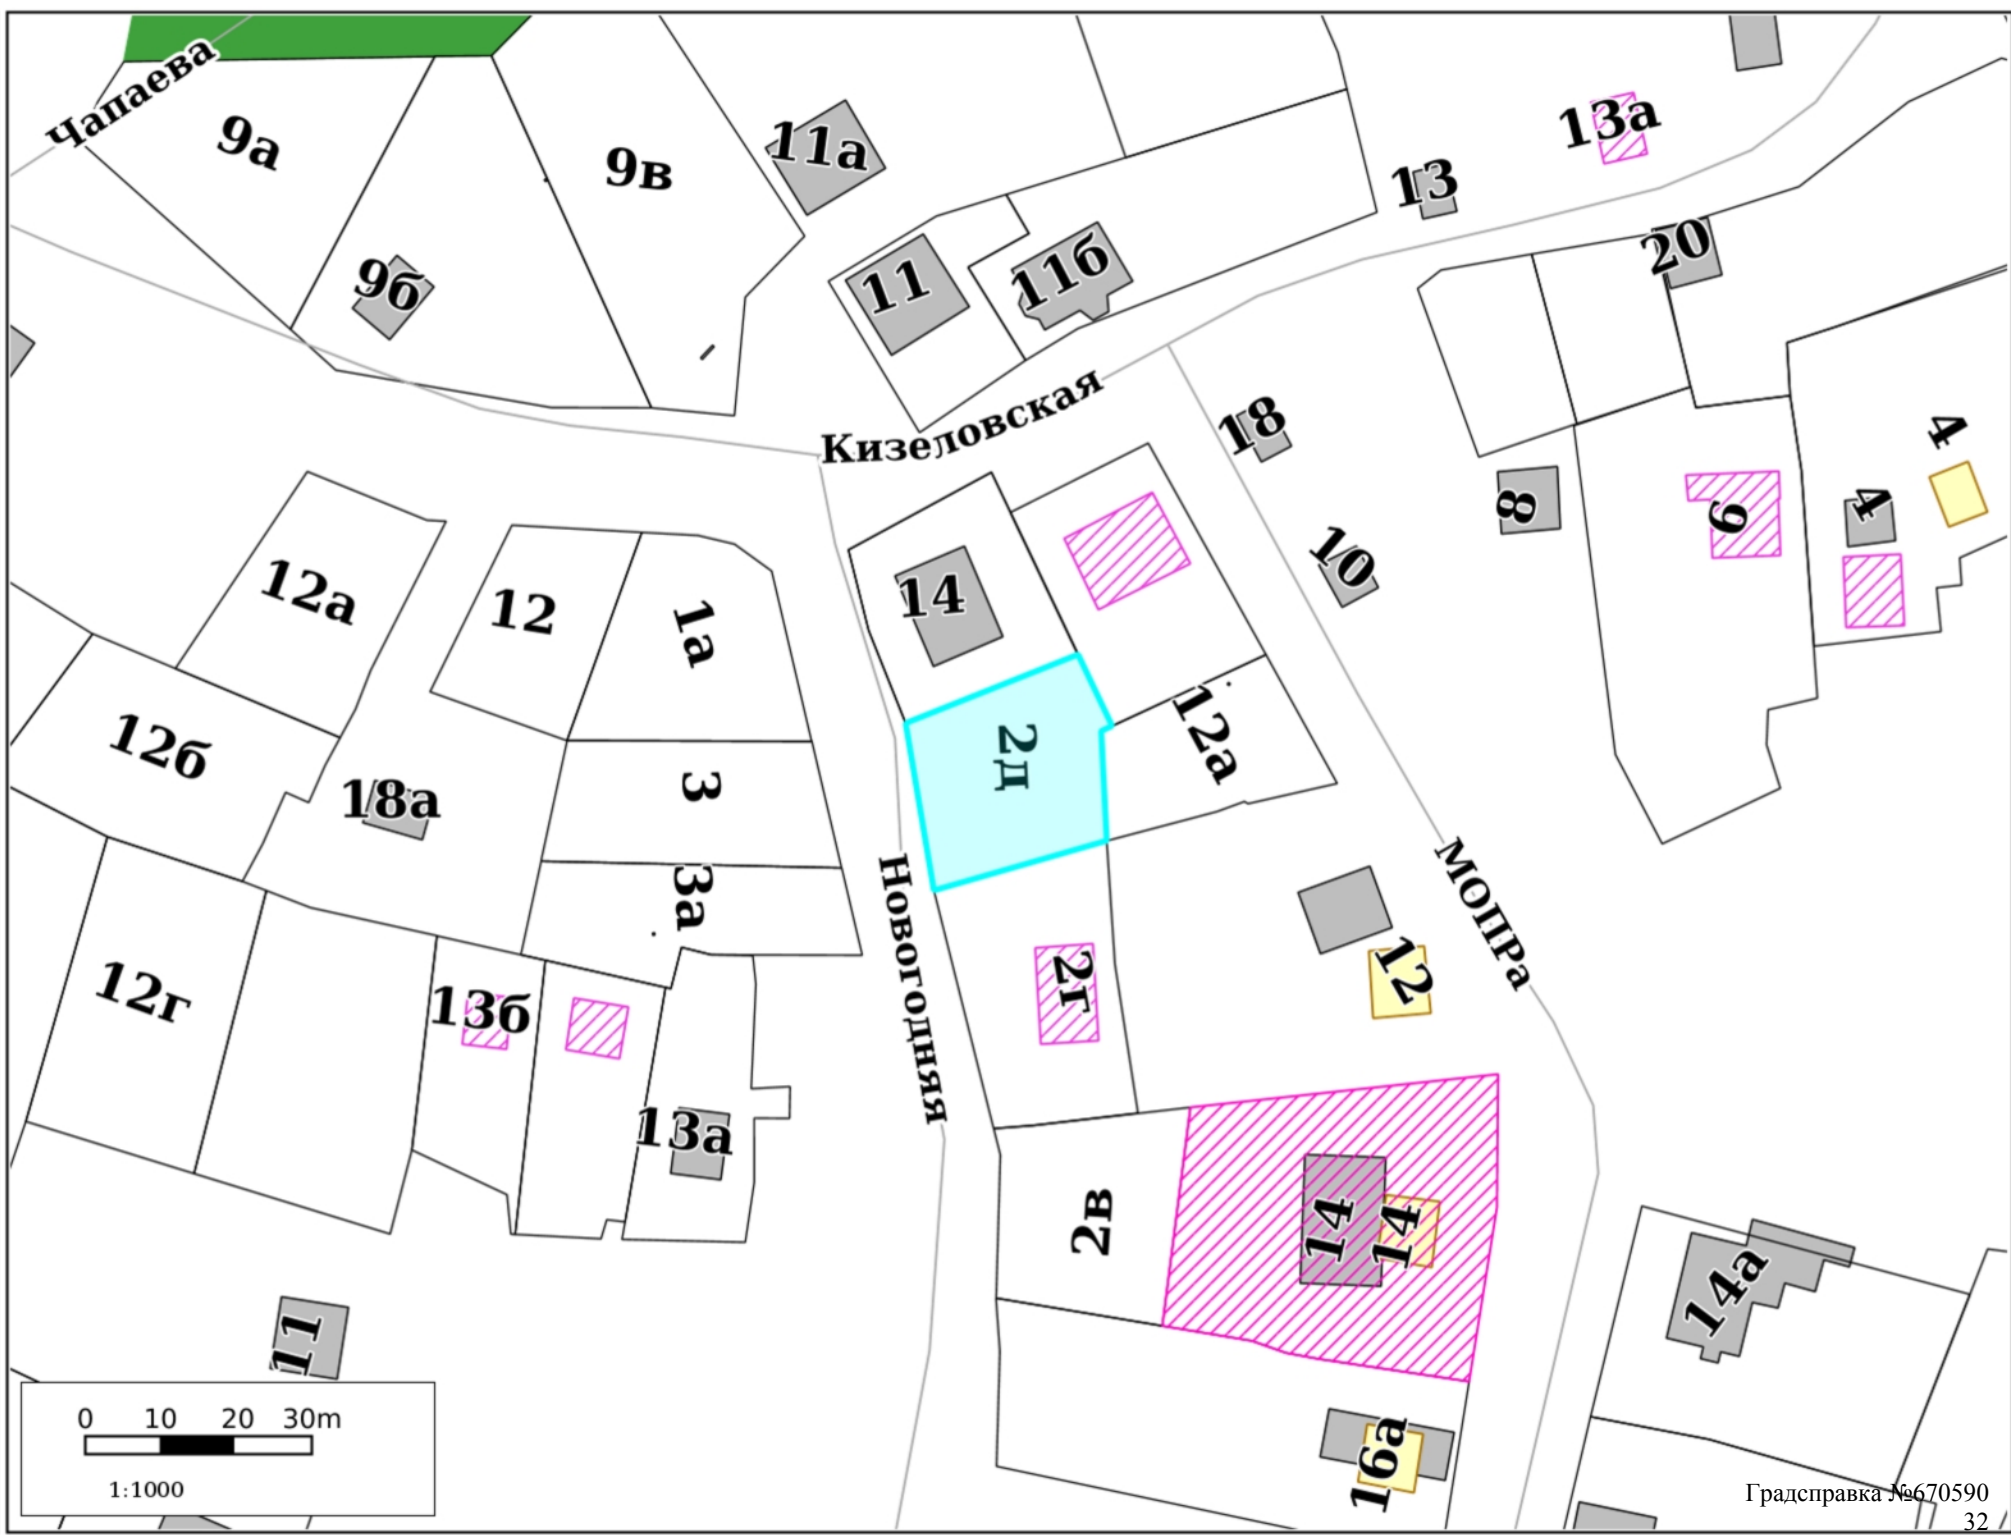 Чапаева
9а
9б
9в
11а
11
11б
13
13а
20
Кизеловская
18
10
8
6
4
4
12а
12
1а
14
12б
18а
3
2д
12а
3а
Новогодняя
МОПРа
12г
13б
13а
2г
12
2в
14
14
14а
11
16а
0 10 20 30m
1:1000
Градсправка №670590
32